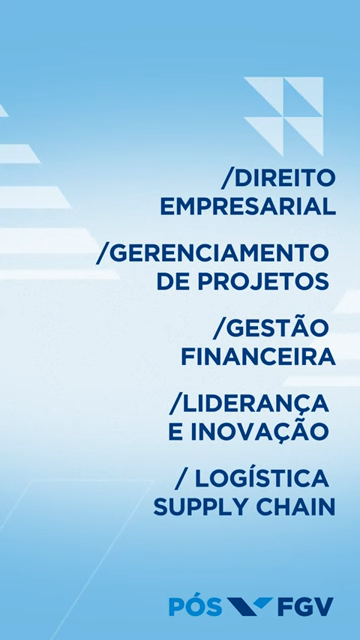 /DIREITO
EMPRESARIAL
/GERENCIAMENTO
DE PROJETOS
/GESTÃO
FINANCEIRA
/LIDERANÇA
E INOVAÇÃO
/ LOGÍSTICA
SUPPLY CHAIN
PÓS FGV